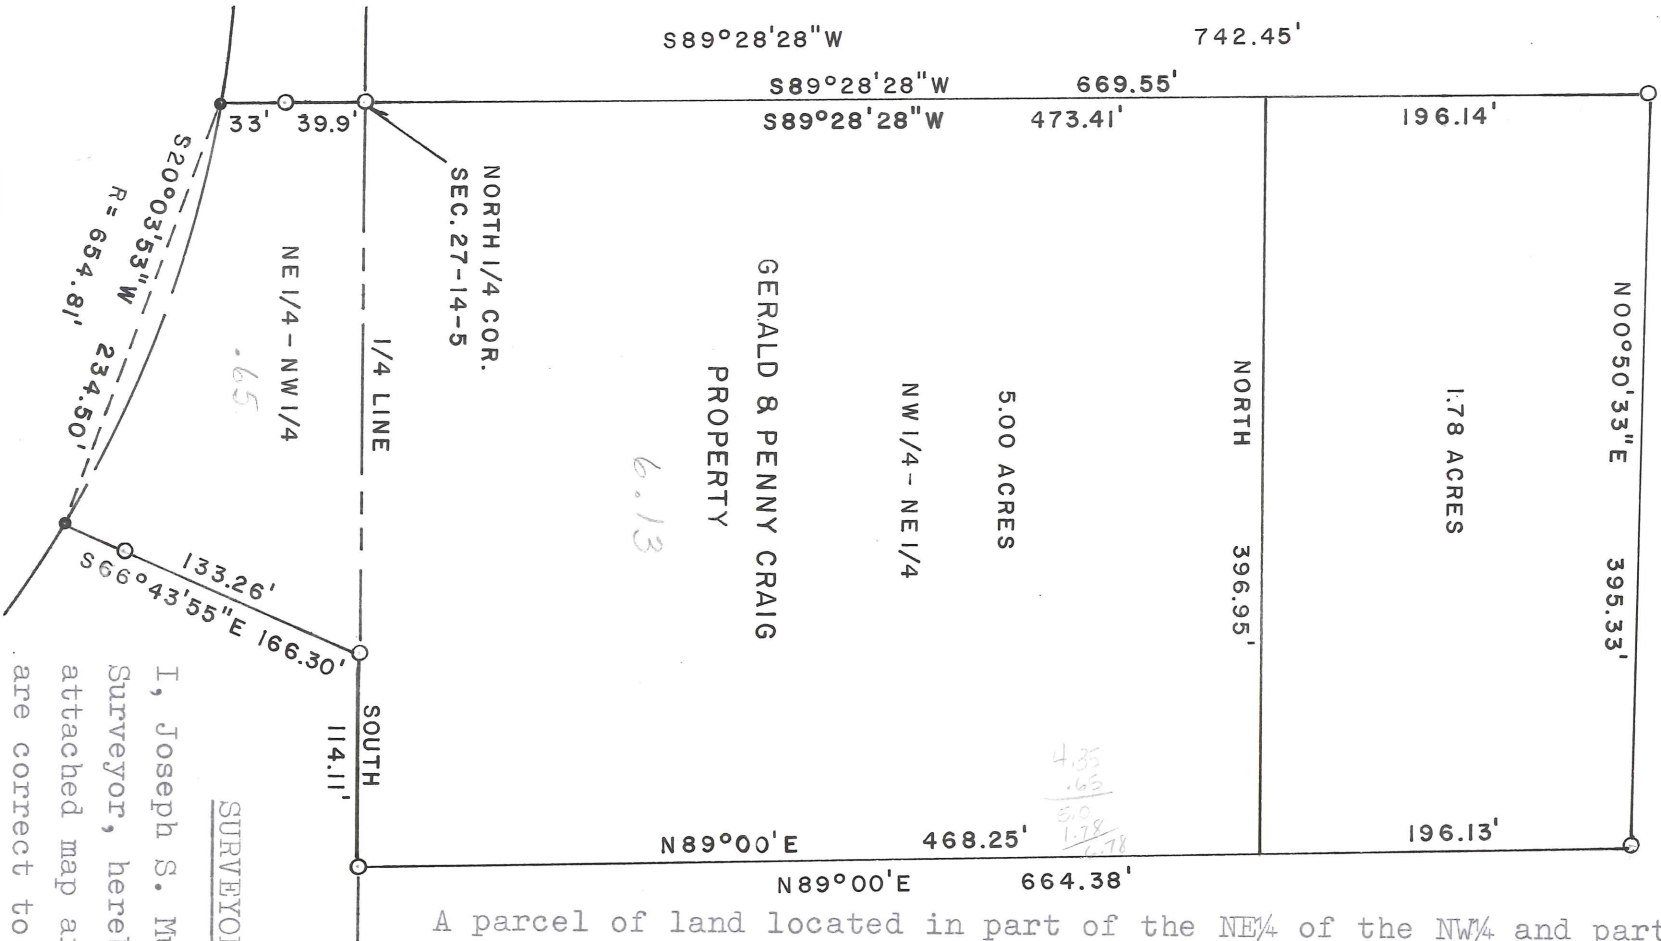 S89°28'28"W 742.45'
S89°28'28"W 669.55'
33' 39.9' S89°28'28"W 473.41' 196.14'
S20°03'53"W 234.50'
R= 654.81'
NE 1/4 - NW 1/4
.65
1/4 LINE
NORTH 1/4 COR.
SEC. 27-14-5
GERALD & PENNY CRAIG
PROPERTY
6.13
NW 1/4 - NE 1/4
5.00 ACRES
NORTH 396.95'
1.78 ACRES
N00°50'33"E 395.33'
133.26'
S66°43'55"E 166.30'
SOUTH
114.11'
4.35
.65
5.0
1.78
6.78
N89°00'E 468.25' 196.13'
N89°00'E 664.38'
A parcel of land located in part of the NE¼ of the NW¼ and part
SURVEYO
I, Joseph S. M
Surveyor, here
attached map a
are correct to